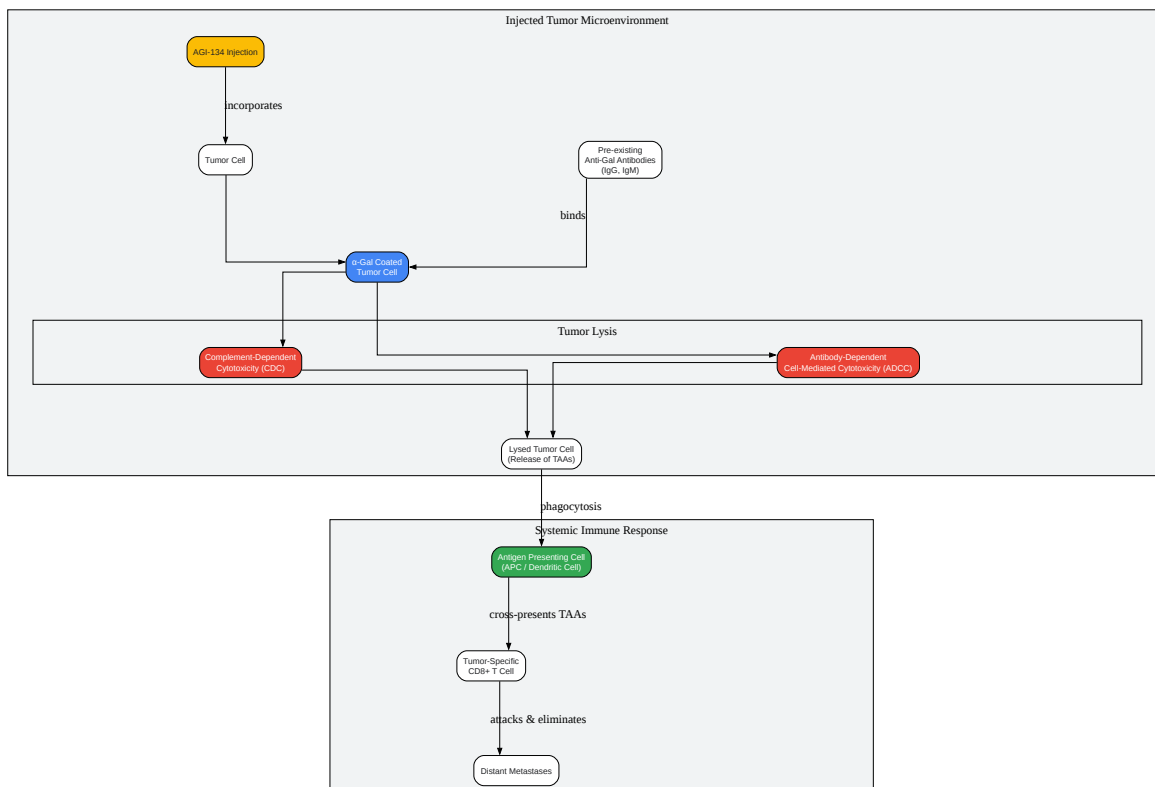 Injected Tumor Microenvironment
AGI-134 Injection
incorporates
Tumor Cell
Pre-existing
Anti-Gal Antibodies
(IgG, IgM)
binds
α-Gal Coated
Tumor Cell
Tumor Lysis
Complement-Dependent
Cytotoxicity (CDC)
Antibody-Dependent
Cell-Mediated Cytotoxicity (ADCC)
Lysed Tumor Cell
(Release of TAAs)
phagocytosis
Systemic Immune Response
Antigen Presenting Cell
(APC / Dendritic Cell)
cross-presents TAAs
Tumor-Specific
CD8+ T Cell
attacks & eliminates
Distant Metastases